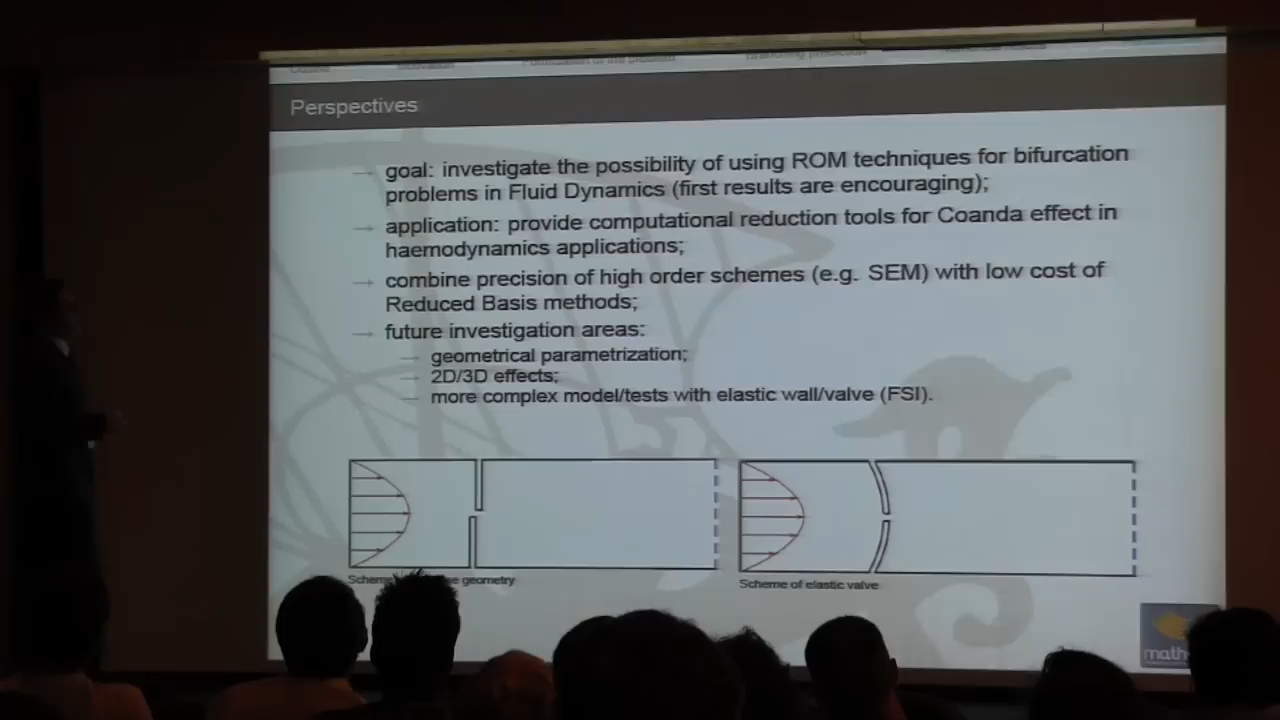 Perspectives
→ goal: investigate the possibility of using ROM techniques for bifurcation
problems in Fluid Dynamics (first results are encouraging);
→ application: provide computational reduction tools for Coanda effect in
haemodynamics applications;
→ combine precision of high order schemes (e.g. SEM) with low cost of
Reduced Basis methods;
→ future investigation areas:
→ geometrical parametrization;
→ 2D/3D effects;
→ more complex model/tests with elastic wall/valve (FSI).
geometry
Scheme of elastic valve
math